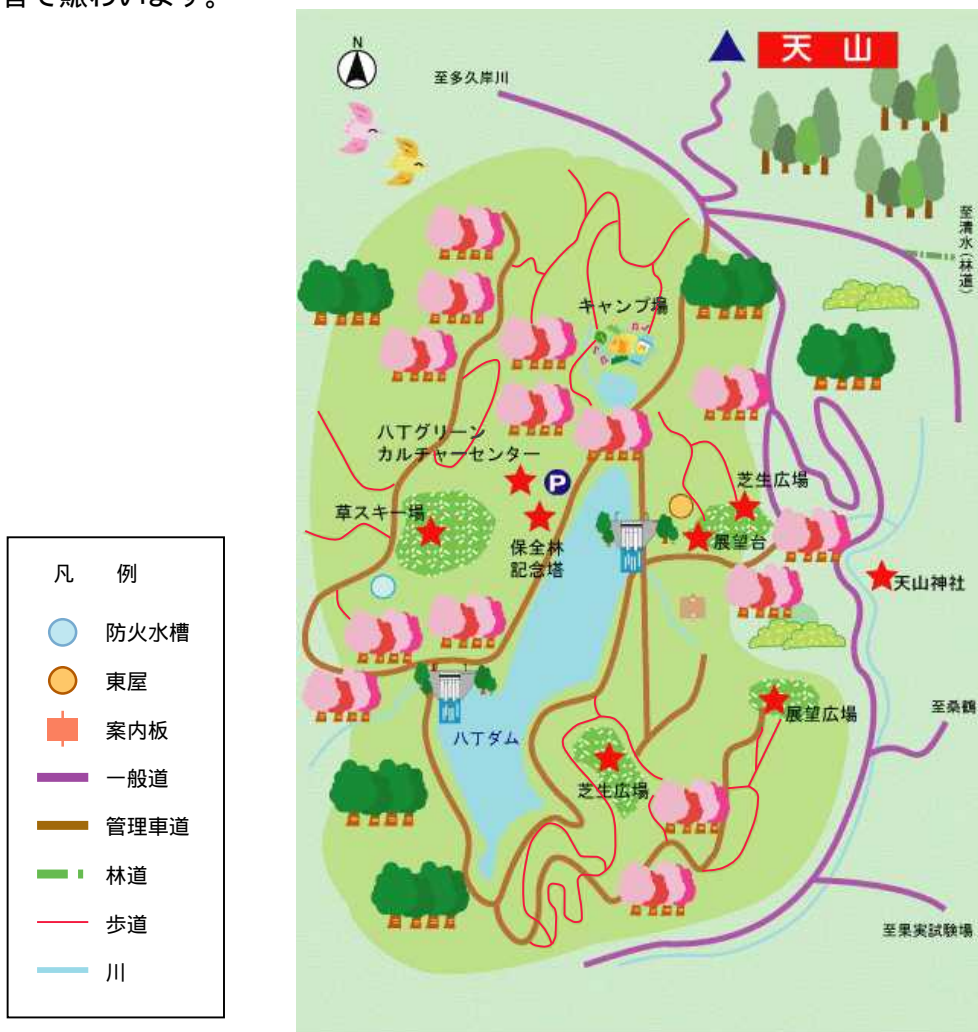 音で賑わいます。
N
天山
至多久岸川
至清水(林道)
キャンプ場
八丁グリーン
カルチャーセンター
P
芝生広場
草スキー場
保全林
記念塔
展望台
天山神社
凡 例
防火水槽
東屋
案内板
一般道
管理車道
林道
歩道
川
至桑鶴
展望広場
八丁ダム
芝生広場
至果実試験場